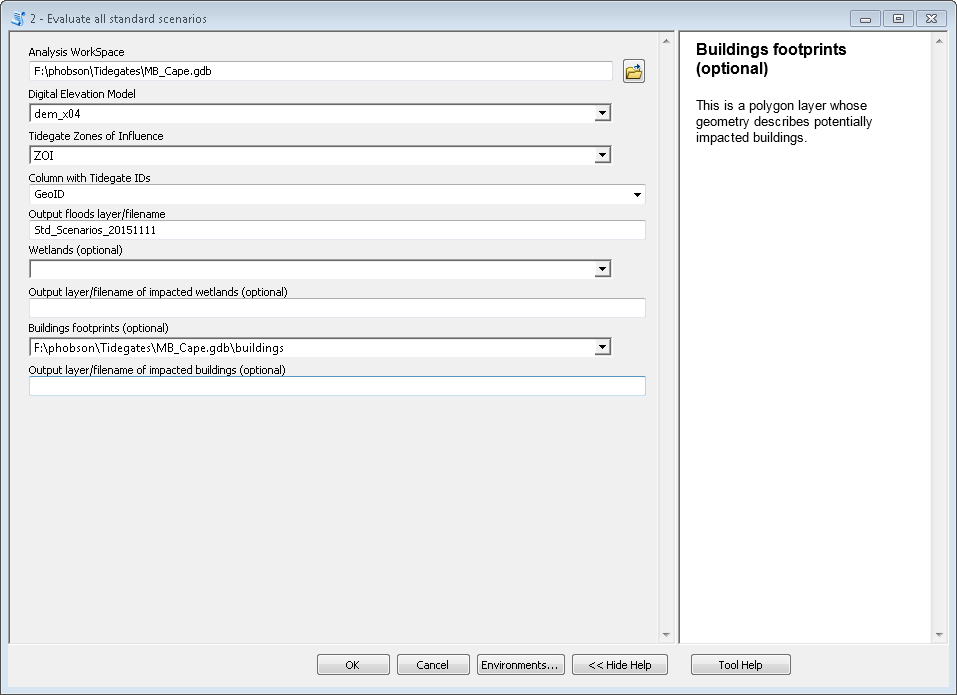 2 - Evaluate all standard scenarios
Analysis WorkSpace
F:\phobson\Tidegates\MB_Cape.gdb
Digital Elevation Model
dem_x04
Tidegate Zones of Influence
ZOI
Column with Tidegate IDs
GeoID
Output floods layer/filename
Std_Scenarios_20151111
Wetlands (optional)
Output layer/filename of impacted wetlands (optional)
Buildings footprints (optional)
F:\phobson\Tidegates\MB_Cape.gdb\buildings
Output layer/filename of impacted buildings (optional)
Buildings footprints
(optional)
This is a polygon layer whose
geometry describes potentially
impacted buildings.
OK
Cancel
Environments...
<< Hide Help
Tool Help